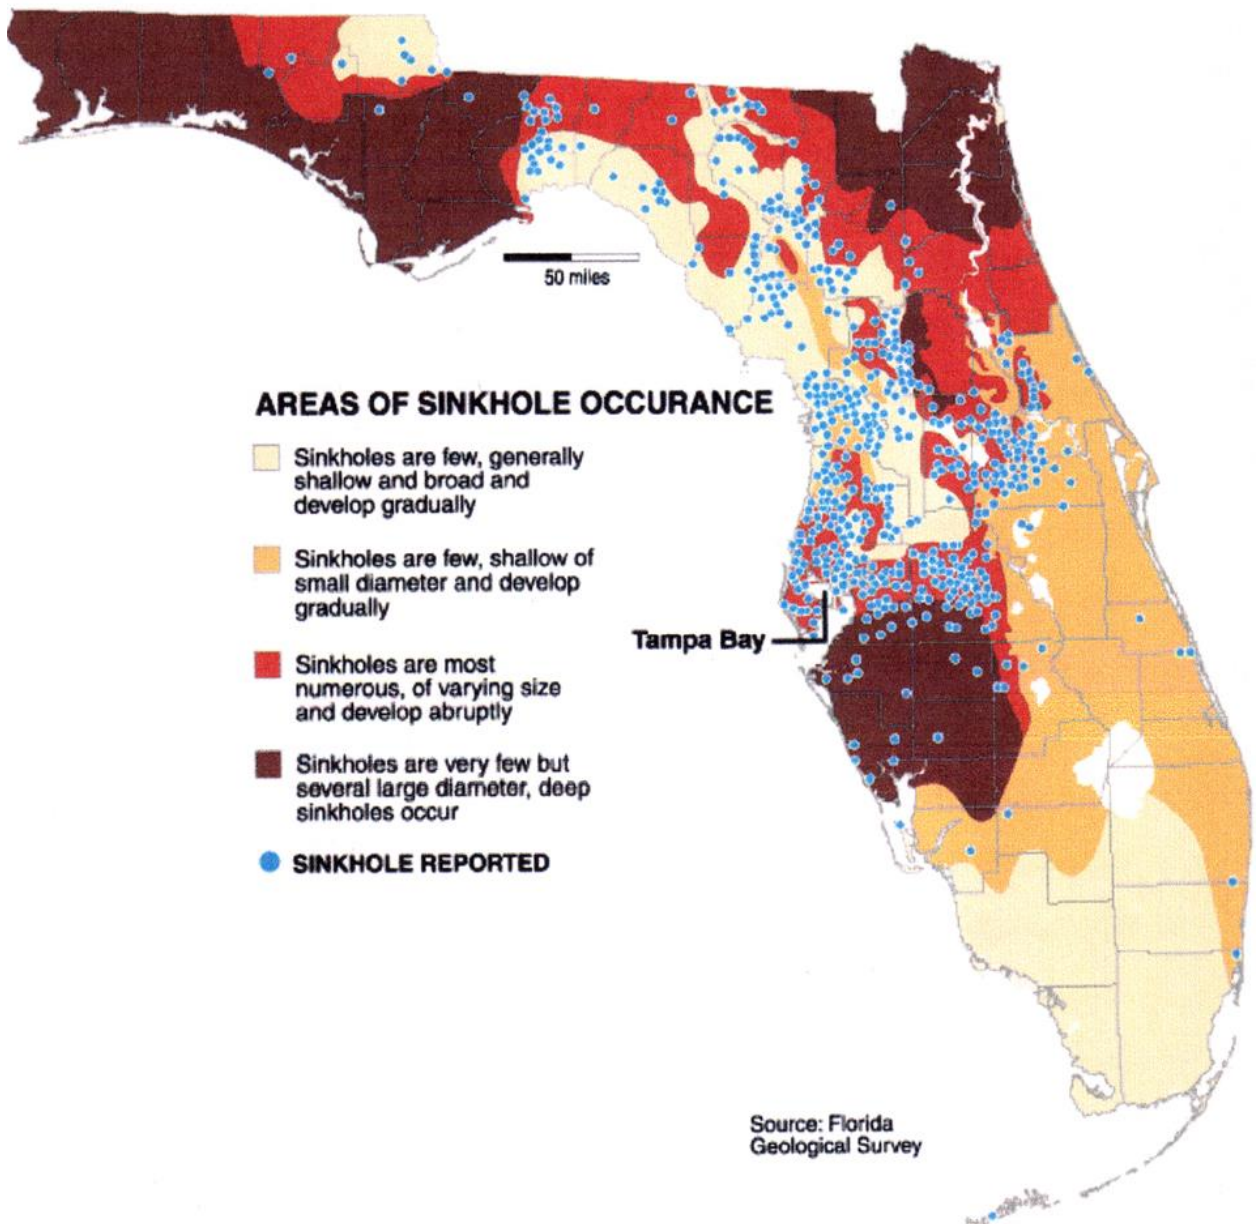 50 miles
AREAS OF SINKHOLE OCCURANCE
Sinkholes are few, generally
shallow and broad and
develop gradually
Sinkholes are few, shallow of
small diameter and develop
gradually
Sinkholes are most
numerous, of varying size
and develop abruptly
Sinkholes are very few but
several large diameter, deep
sinkholes occur
SINKHOLE REPORTED
Tampa Bay
Source: Florida
Geological Survey